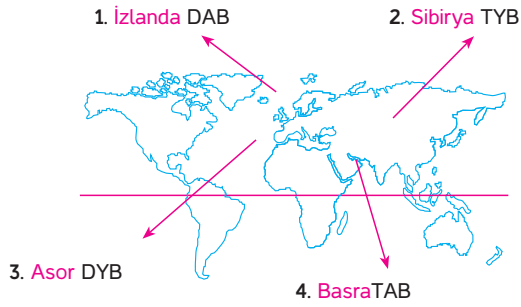 1. İzlanda DAB
2. Sibirya TYB
3. Asor DYB
4. BasraTAB